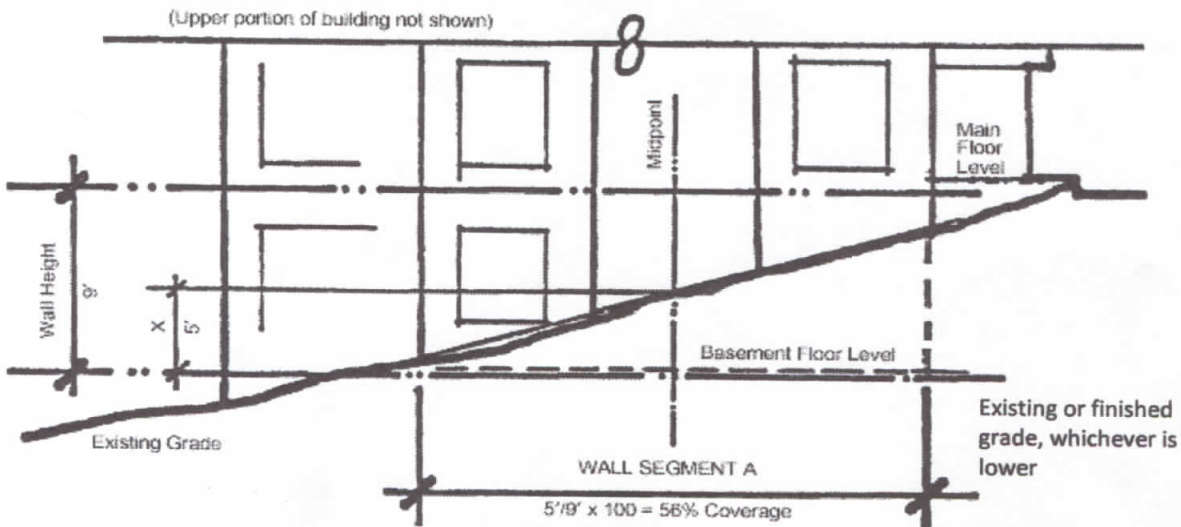 (Upper portion of building not shown)
8
Midpoint
Main
Floor
Level
Wall Height
9'
X
5'
Basement Floor Level
Existing Grade
Existing or finished
grade, whichever is
lower
WALL SEGMENT A
5'/9' x 100 = 56% Coverage